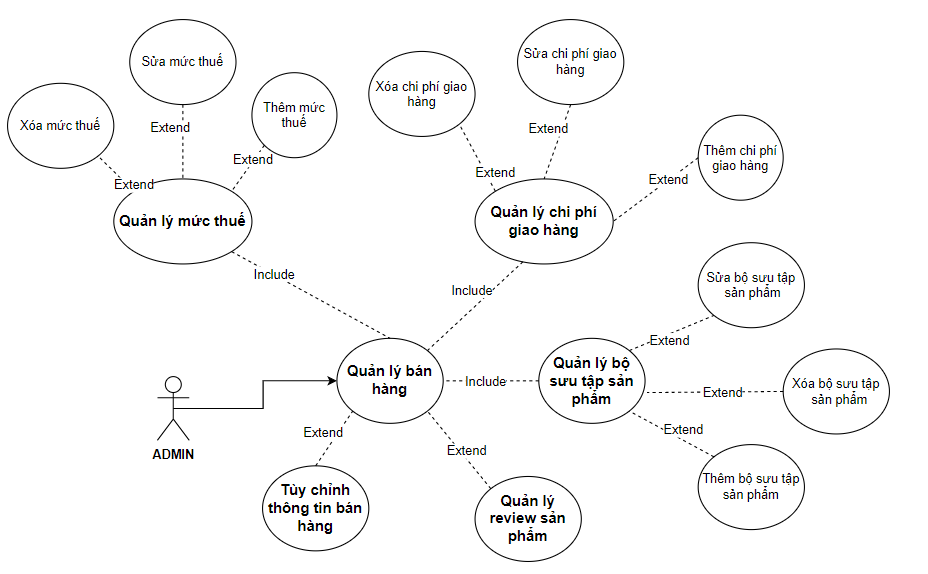 Sửa mức thuế
Xóa mức thuế
Thêm mức
thuế
Extend
Extend
Extend
Quản lý mức thuế
Sửa chi phí giao
hàng
Xóa chi phí giao
hàng
Thêm chi phí
giao hàng
Extend
Extend
Extend
Quản lý chi phí
giao hàng
Include
Include
Sửa bộ sưu tập
sản phẩm
Extend
Quản lý bán
hàng
Include
Quản lý bộ
sưu tập sản
phẩm
Extend
Xóa bộ sưu tập
sản phẩm
Extend
Thêm bộ sưu tập
sản phẩm
ADMIN
Extend
Extend
Tùy chỉnh
thông tin bán
hàng
Quản lý
review sản
phẩm